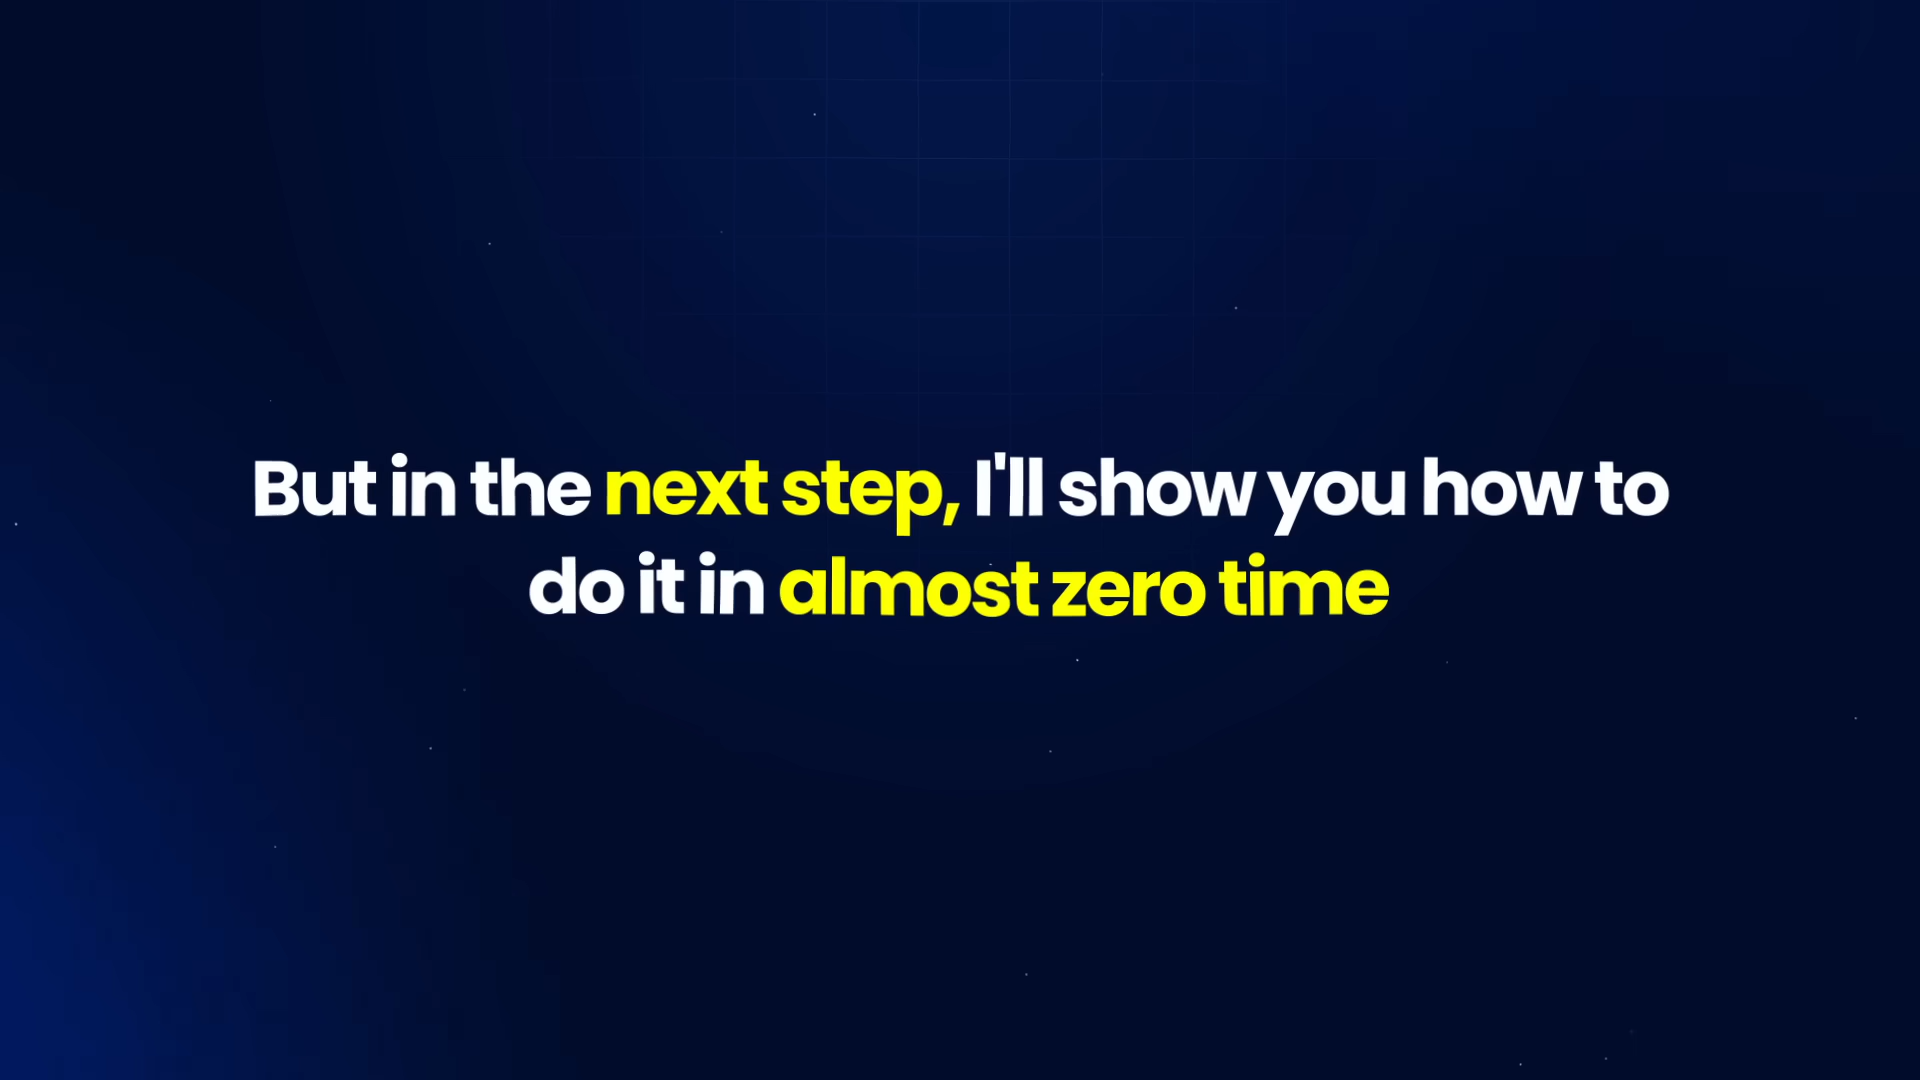 But in the next step, I'll show you how to
do it in almost zero time